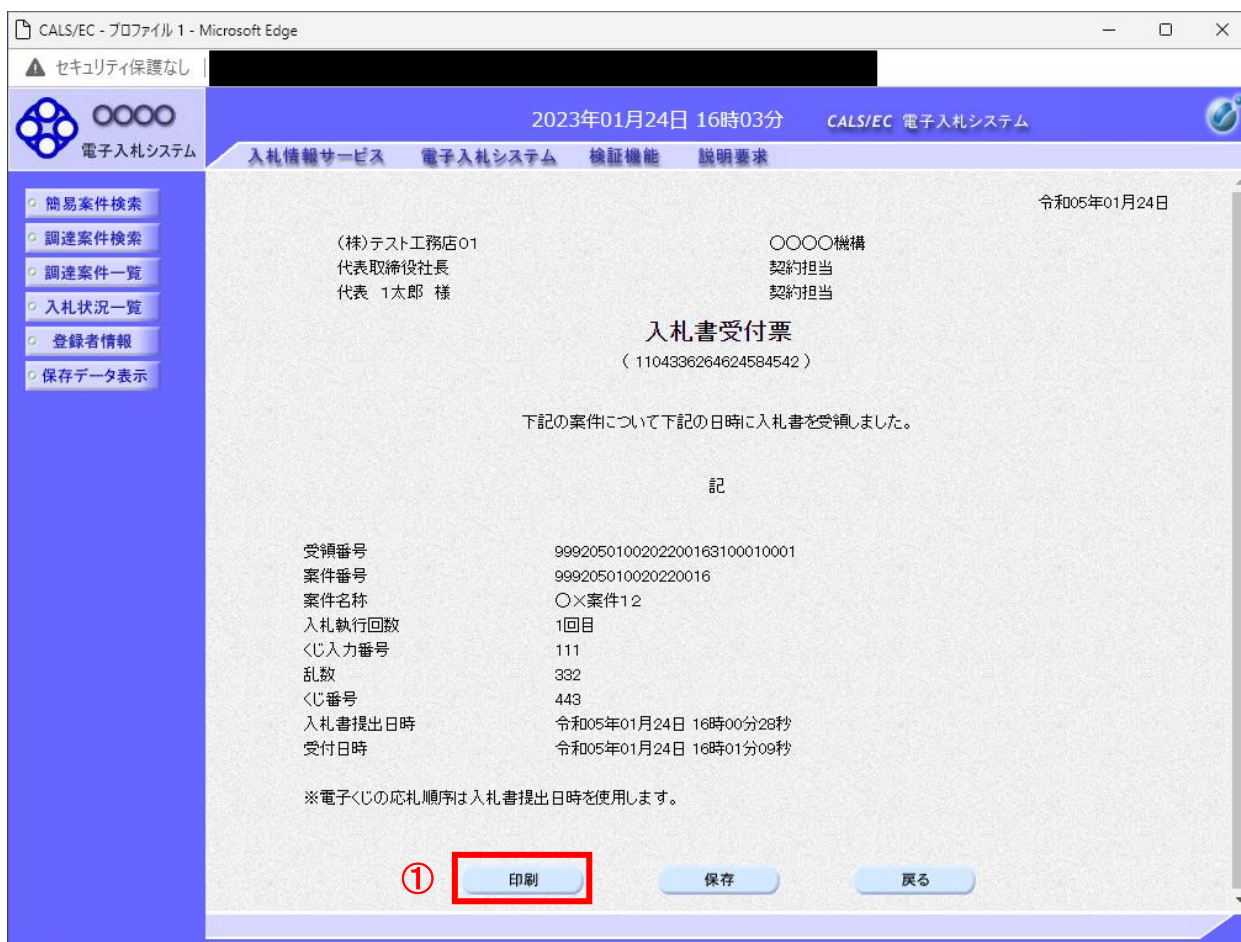 CALS/EC - プロファイル 1 - Microsoft Edge
セキュリティ保護なし
〇〇〇〇
電子入札システム
2023年01月24日 16時03分 CALS/EC 電子入札システム
入札情報サービス 電子入札システム 検証機能 説明要求
簡易案件検索
調達案件検索
調達案件一覧
入札状況一覧
登録者情報
保存データ表示
令和05年01月24日
(株)テスト工務店01 〇〇〇〇機構
代表取締役社長 契約担当
代表 1太郎 様 契約担当
入札書受付票
( 1104336264624584542 )
下記の案件について下記の日時に入札書を受領しました。
記
受領番号 9992050100202200163100010001
案件番号 999205010020220016
案件名称 〇×案件12
入札執行回数 1回目
くじ入力番号 111
乱数 332
くじ番号 443
入札書提出日時 令和05年01月24日 16時00分28秒
受付日時 令和05年01月24日 16時01分09秒
※電子くじの応札順序は入札書提出日時を使用します。
① 印刷 保存 戻る